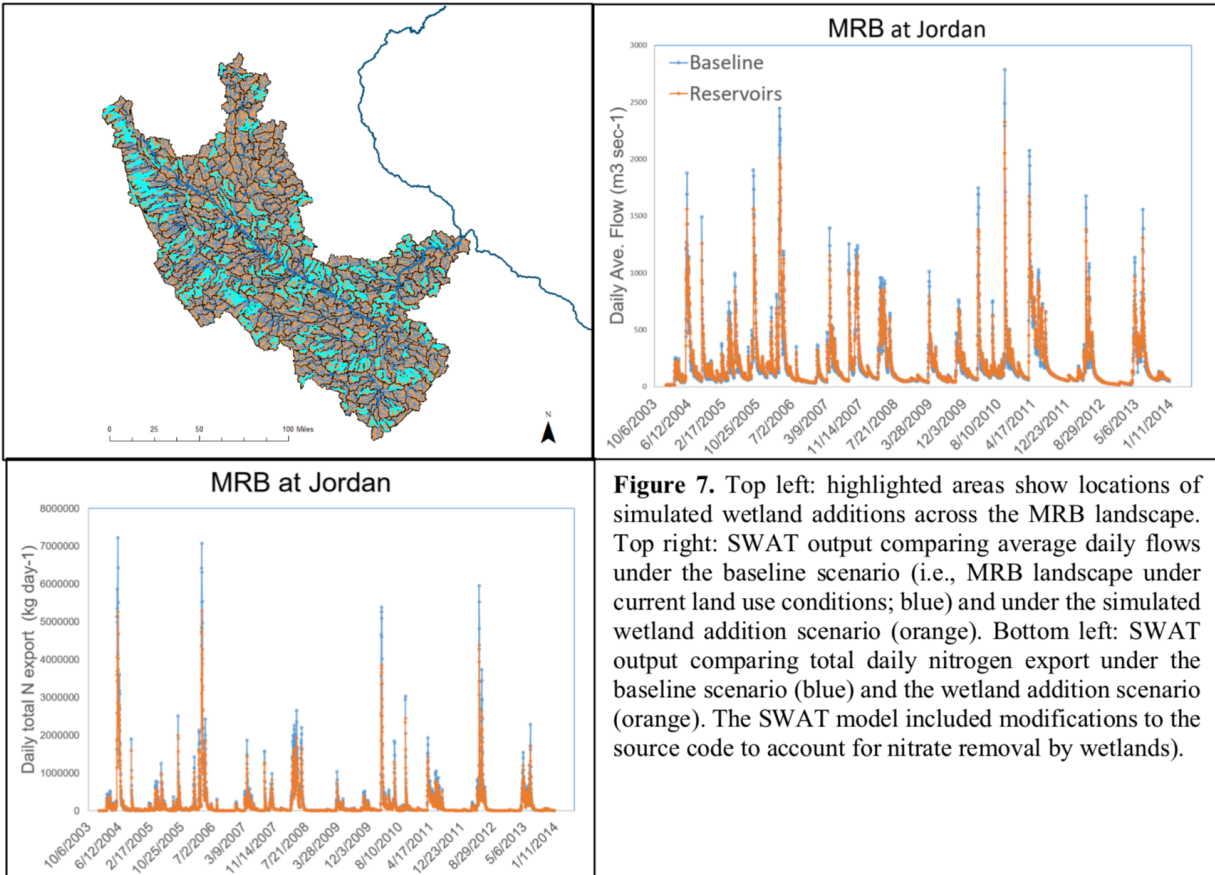 N
0 25 50 100 Miles
MRB at Jordan
Baseline
Reservoirs
Daily Ave. Flow (m3 sec-1)
3000
2500
2000
1500
1000
500
0
10/6/2003
6/12/2004
2/17/2005
10/25/2005
7/2/2006
3/9/2007
11/14/2007
7/21/2008
3/28/2009
12/3/2009
8/10/2010
4/17/2011
12/23/2011
8/29/2012
5/6/2013
1/11/2014
MRB at Jordan
Daily total N export (kg day-1)
8000000
7000000
6000000
5000000
4000000
3000000
2000000
1000000
0
10/6/2003
6/12/2004
2/17/2005
10/25/2005
7/2/2006
3/9/2007
11/14/2007
7/21/2008
3/28/2009
12/3/2009
8/10/2010
4/17/2011
12/23/2011
8/29/2012
5/6/2013
1/11/2014
Figure 7. Top left: highlighted areas show locations of
simulated wetland additions across the MRB landscape.
Top right: SWAT output comparing average daily flows
under the baseline scenario (i.e., MRB landscape under
current land use conditions; blue) and under the simulated
wetland addition scenario (orange). Bottom left: SWAT
output comparing total daily nitrogen export under the
baseline scenario (blue) and the wetland addition scenario
(orange). The SWAT model included modifications to the
source code to account for nitrate removal by wetlands).